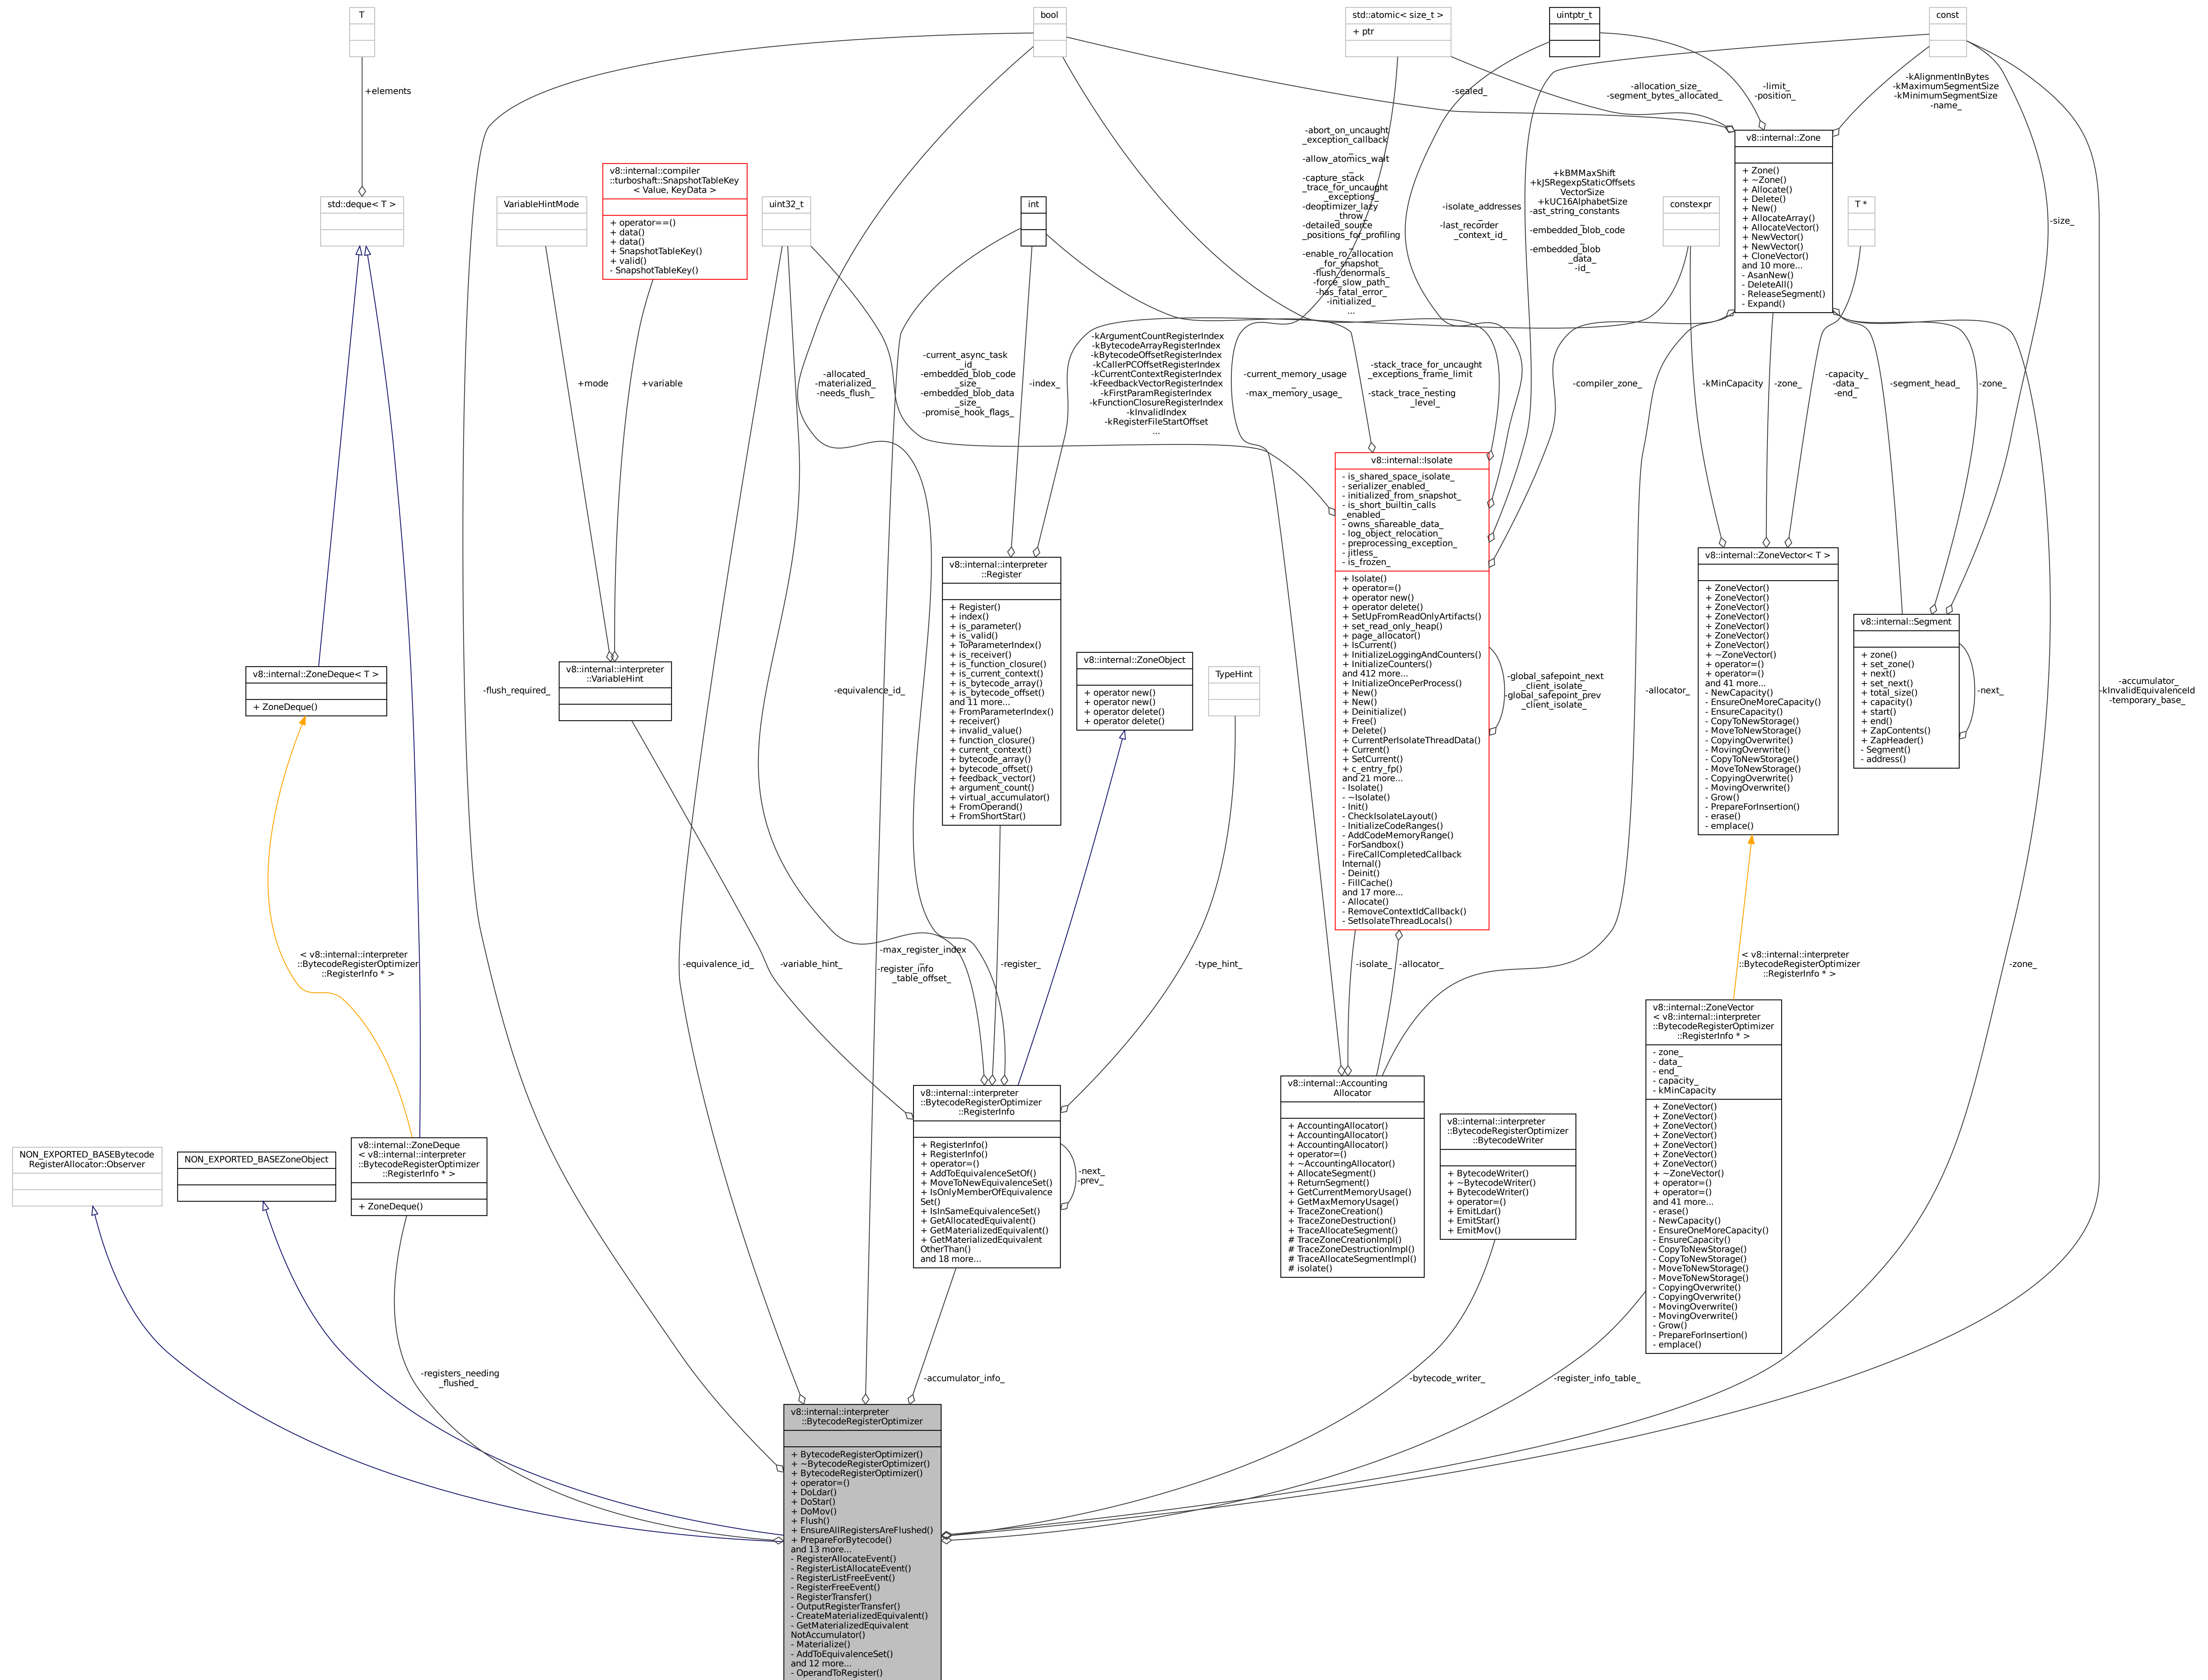 T
bool
std::atomic< size_t >
+ ptr
uintptr_t
const
+elements
-sealed_
-allocation_size_
-segment_bytes_allocated_
-limit_
-position_
-kAlignmentInBytes
-kMaximumSegmentSize
-kMinimumSegmentSize
-name_
v8::internal::Zone
+ Zone()
+ ~Zone()
+ Allocate()
+ Delete()
+ New()
+ AllocateArray()
+ AllocateVector()
+ NewVector()
+ NewVector()
+ CloneVector()
and 10 more...
- AsanNew()
- DeleteAll()
- ReleaseSegment()
- Expand()
-abort_on_uncaught
_exception_callback
_
-allow_atomics_wait
_
-capture_stack
_trace_for_uncaught
_exceptions_
-deoptimizer_lazy
_throw_
-detailed_source
_positions_for_profiling
_
-enable_ro_allocation
_for_snapshot_
-flush_denormals_
-force_slow_path_
-has_fatal_error_
-initialized_
...
v8::internal::compiler
::turboshaft::SnapshotTableKey
< Value, KeyData >
+ operator==()
+ data()
+ data()
+ SnapshotTableKey()
+ valid()
- SnapshotTableKey()
std::deque< T >
VariableHintMode
uint32_t
int
-isolate_addresses
_
-last_recorder
_context_id_
+kBMMaxShift
+kJSRegexpStaticOffsets
VectorSize
+kUC16AlphabetSize
-ast_string_constants
_
-embedded_blob_code
_
-embedded_blob
_data_
-id_
constexpr
T *
-size_
+mode
+variable
-allocated_
-materialized_
-needs_flush_
-current_async_task
_id_
-embedded_blob_code
_size_
-embedded_blob_data
_size_
-promise_hook_flags_
-index_
-kArgumentCountRegisterIndex
-kBytecodeArrayRegisterIndex
-kBytecodeOffsetRegisterIndex
-kCallerPCOffsetRegisterIndex
-kCurrentContextRegisterIndex
-kFeedbackVectorRegisterIndex
-kFirstParamRegisterIndex
-kFunctionClosureRegisterIndex
-kInvalidIndex
-kRegisterFileStartOffset
...
-current_memory_usage
_
-max_memory_usage_
-stack_trace_for_uncaught
_exceptions_frame_limit
_
-stack_trace_nesting
_level_
-compiler_zone_
-kMinCapacity
-zone_
-capacity_
-data_
-end_
-segment_head_
-zone_
v8::internal::Isolate
- is_shared_space_isolate_
- serializer_enabled_
- initialized_from_snapshot_
- is_short_builtin_calls
_enabled_
- owns_shareable_data_
- log_object_relocation_
- preprocessing_exception_
- jitless_
- is_frozen_
+ Isolate()
+ operator=()
+ operator new()
+ operator delete()
+ SetUpFromReadOnlyArtifacts()
+ set_read_only_heap()
+ page_allocator()
+ IsCurrent()
+ InitializeLoggingAndCounters()
+ InitializeCounters()
and 412 more...
+ InitializeOncePerProcess()
+ New()
+ New()
+ Deinitialize()
+ Free()
+ Delete()
+ CurrentPerIsolateThreadData()
+ Current()
+ SetCurrent()
+ c_entry_fp()
and 21 more...
- Isolate()
- ~Isolate()
- Init()
- CheckIsolateLayout()
- InitializeCodeRanges()
- AddCodeMemoryRange()
- ForSandbox()
- FireCallCompletedCallback
Internal()
- Deinit()
- FillCache()
and 17 more...
- Allocate()
- RemoveContextIdCallback()
- SetIsolateThreadLocals()
v8::internal::interpreter
::Register
+ Register()
+ index()
+ is_parameter()
+ is_valid()
+ ToParameterIndex()
+ is_receiver()
+ is_function_closure()
+ is_current_context()
+ is_bytecode_array()
+ is_bytecode_offset()
and 11 more...
+ FromParameterIndex()
+ receiver()
+ invalid_value()
+ function_closure()
+ current_context()
+ bytecode_array()
+ bytecode_offset()
+ feedback_vector()
+ argument_count()
+ virtual_accumulator()
+ FromOperand()
+ FromShortStar()
v8::internal::ZoneVector< T >
+ ZoneVector()
+ ZoneVector()
+ ZoneVector()
+ ZoneVector()
+ ZoneVector()
+ ZoneVector()
+ ZoneVector()
+ ~ZoneVector()
+ operator=()
+ operator=()
and 41 more...
- NewCapacity()
- EnsureOneMoreCapacity()
- EnsureCapacity()
- CopyToNewStorage()
- MoveToNewStorage()
- CopyingOverwrite()
- MovingOverwrite()
- CopyToNewStorage()
- MoveToNewStorage()
- CopyingOverwrite()
- MovingOverwrite()
- Grow()
- PrepareForInsertion()
- erase()
- emplace()
v8::internal::Segment
+ zone()
+ set_zone()
+ next()
+ set_next()
+ total_size()
+ capacity()
+ start()
+ end()
+ ZapContents()
+ ZapHeader()
- Segment()
- address()
-next_
v8::internal::ZoneDeque< T >
+ ZoneDeque()
-flush_required_
v8::internal::interpreter
::VariableHint
-equivalence_id_
v8::internal::ZoneObject
+ operator new()
+ operator new()
+ operator delete()
+ operator delete()
TypeHint
-global_safepoint_next
_client_isolate_
-global_safepoint_prev
_client_isolate_
-allocator_
-accumulator_
-kInvalidEquivalenceId
-temporary_base_
< v8::internal::interpreter
::BytecodeRegisterOptimizer
::RegisterInfo * >
-equivalence_id_
-variable_hint_
-max_register_index
_
-register_info
_table_offset_
-register_
-type_hint_
-isolate_
-allocator_
< v8::internal::interpreter
::BytecodeRegisterOptimizer
::RegisterInfo * >
-zone_
v8::internal::ZoneVector
< v8::internal::interpreter
::BytecodeRegisterOptimizer
::RegisterInfo * >
- zone_
- data_
- end_
- capacity_
- kMinCapacity
+ ZoneVector()
+ ZoneVector()
+ ZoneVector()
+ ZoneVector()
+ ZoneVector()
+ ZoneVector()
+ ZoneVector()
+ ~ZoneVector()
+ operator=()
+ operator=()
and 41 more...
- erase()
- NewCapacity()
- EnsureOneMoreCapacity()
- EnsureCapacity()
- CopyToNewStorage()
- CopyToNewStorage()
- MoveToNewStorage()
- MoveToNewStorage()
- CopyingOverwrite()
- CopyingOverwrite()
- MovingOverwrite()
- MovingOverwrite()
- Grow()
- PrepareForInsertion()
- emplace()
NON_EXPORTED_BASEBytecode
RegisterAllocator::Observer
NON_EXPORTED_BASEZoneObject
v8::internal::ZoneDeque
< v8::internal::interpreter
::BytecodeRegisterOptimizer
::RegisterInfo * >
+ ZoneDeque()
v8::internal::interpreter
::BytecodeRegisterOptimizer
::RegisterInfo
+ RegisterInfo()
+ RegisterInfo()
+ operator=()
+ AddToEquivalenceSetOf()
+ MoveToNewEquivalenceSet()
+ IsOnlyMemberOfEquivalence
Set()
+ IsInSameEquivalenceSet()
+ GetAllocatedEquivalent()
+ GetMaterializedEquivalent()
+ GetMaterializedEquivalent
OtherThan()
and 18 more...
-next_
-prev_
v8::internal::Accounting
Allocator
+ AccountingAllocator()
+ AccountingAllocator()
+ AccountingAllocator()
+ operator=()
+ ~AccountingAllocator()
+ AllocateSegment()
+ ReturnSegment()
+ GetCurrentMemoryUsage()
+ GetMaxMemoryUsage()
+ TraceZoneCreation()
+ TraceZoneDestruction()
+ TraceAllocateSegment()
# TraceZoneCreationImpl()
# TraceZoneDestructionImpl()
# TraceAllocateSegmentImpl()
# isolate()
v8::internal::interpreter
::BytecodeRegisterOptimizer
::BytecodeWriter
+ BytecodeWriter()
+ ~BytecodeWriter()
+ BytecodeWriter()
+ operator=()
+ EmitLdar()
+ EmitStar()
+ EmitMov()
-registers_needing
_flushed_
-accumulator_info_
-bytecode_writer_
-register_info_table_
v8::internal::interpreter
::BytecodeRegisterOptimizer
+ BytecodeRegisterOptimizer()
+ ~BytecodeRegisterOptimizer()
+ BytecodeRegisterOptimizer()
+ operator=()
+ DoLdar()
+ DoStar()
+ DoMov()
+ Flush()
+ EnsureAllRegistersAreFlushed()
+ PrepareForBytecode()
and 13 more...
- RegisterAllocateEvent()
- RegisterListAllocateEvent()
- RegisterListFreeEvent()
- RegisterFreeEvent()
- RegisterTransfer()
- OutputRegisterTransfer()
- CreateMaterializedEquivalent()
- GetMaterializedEquivalent
NotAccumulator()
- Materialize()
- AddToEquivalenceSet()
and 12 more...
- OperandToRegister()